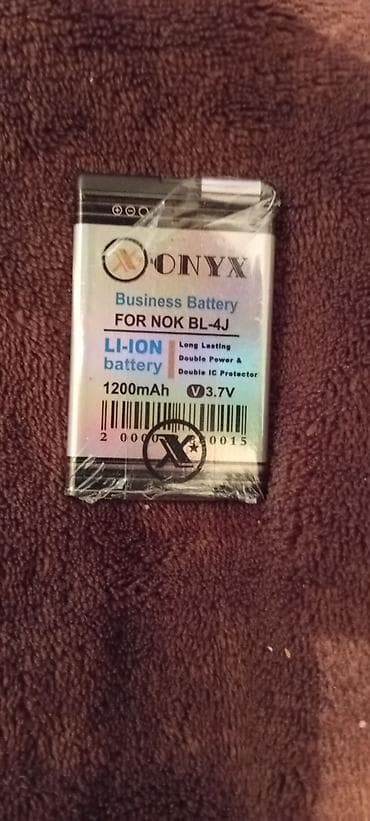 X ONYX
Business Battery
FOR NOK BL-4J
LI-ION
battery
Long Lasting
Double Power &
Double IC Protector
1200mAh V 3.7V
X